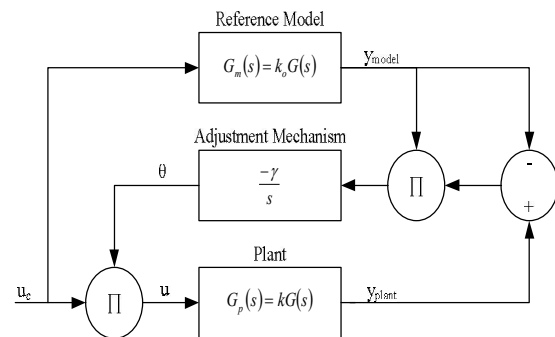 Reference Model
G_m(s) = k_o G(s)
y_model
Adjustment Mechanism
θ
-γ
s
Π
-
+
Plant
u_c
Π
u
G_p(s) = kG(s)
y_plant